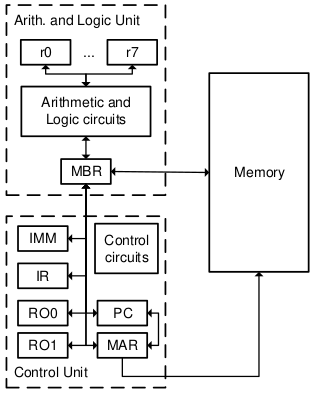 Arith. and Logic Unit
r0 ... r7
Arithmetic and
Logic circuits
MBR
Memory
IMM
Control
circuits
IR
RO0 PC
RO1 MAR
Control Unit